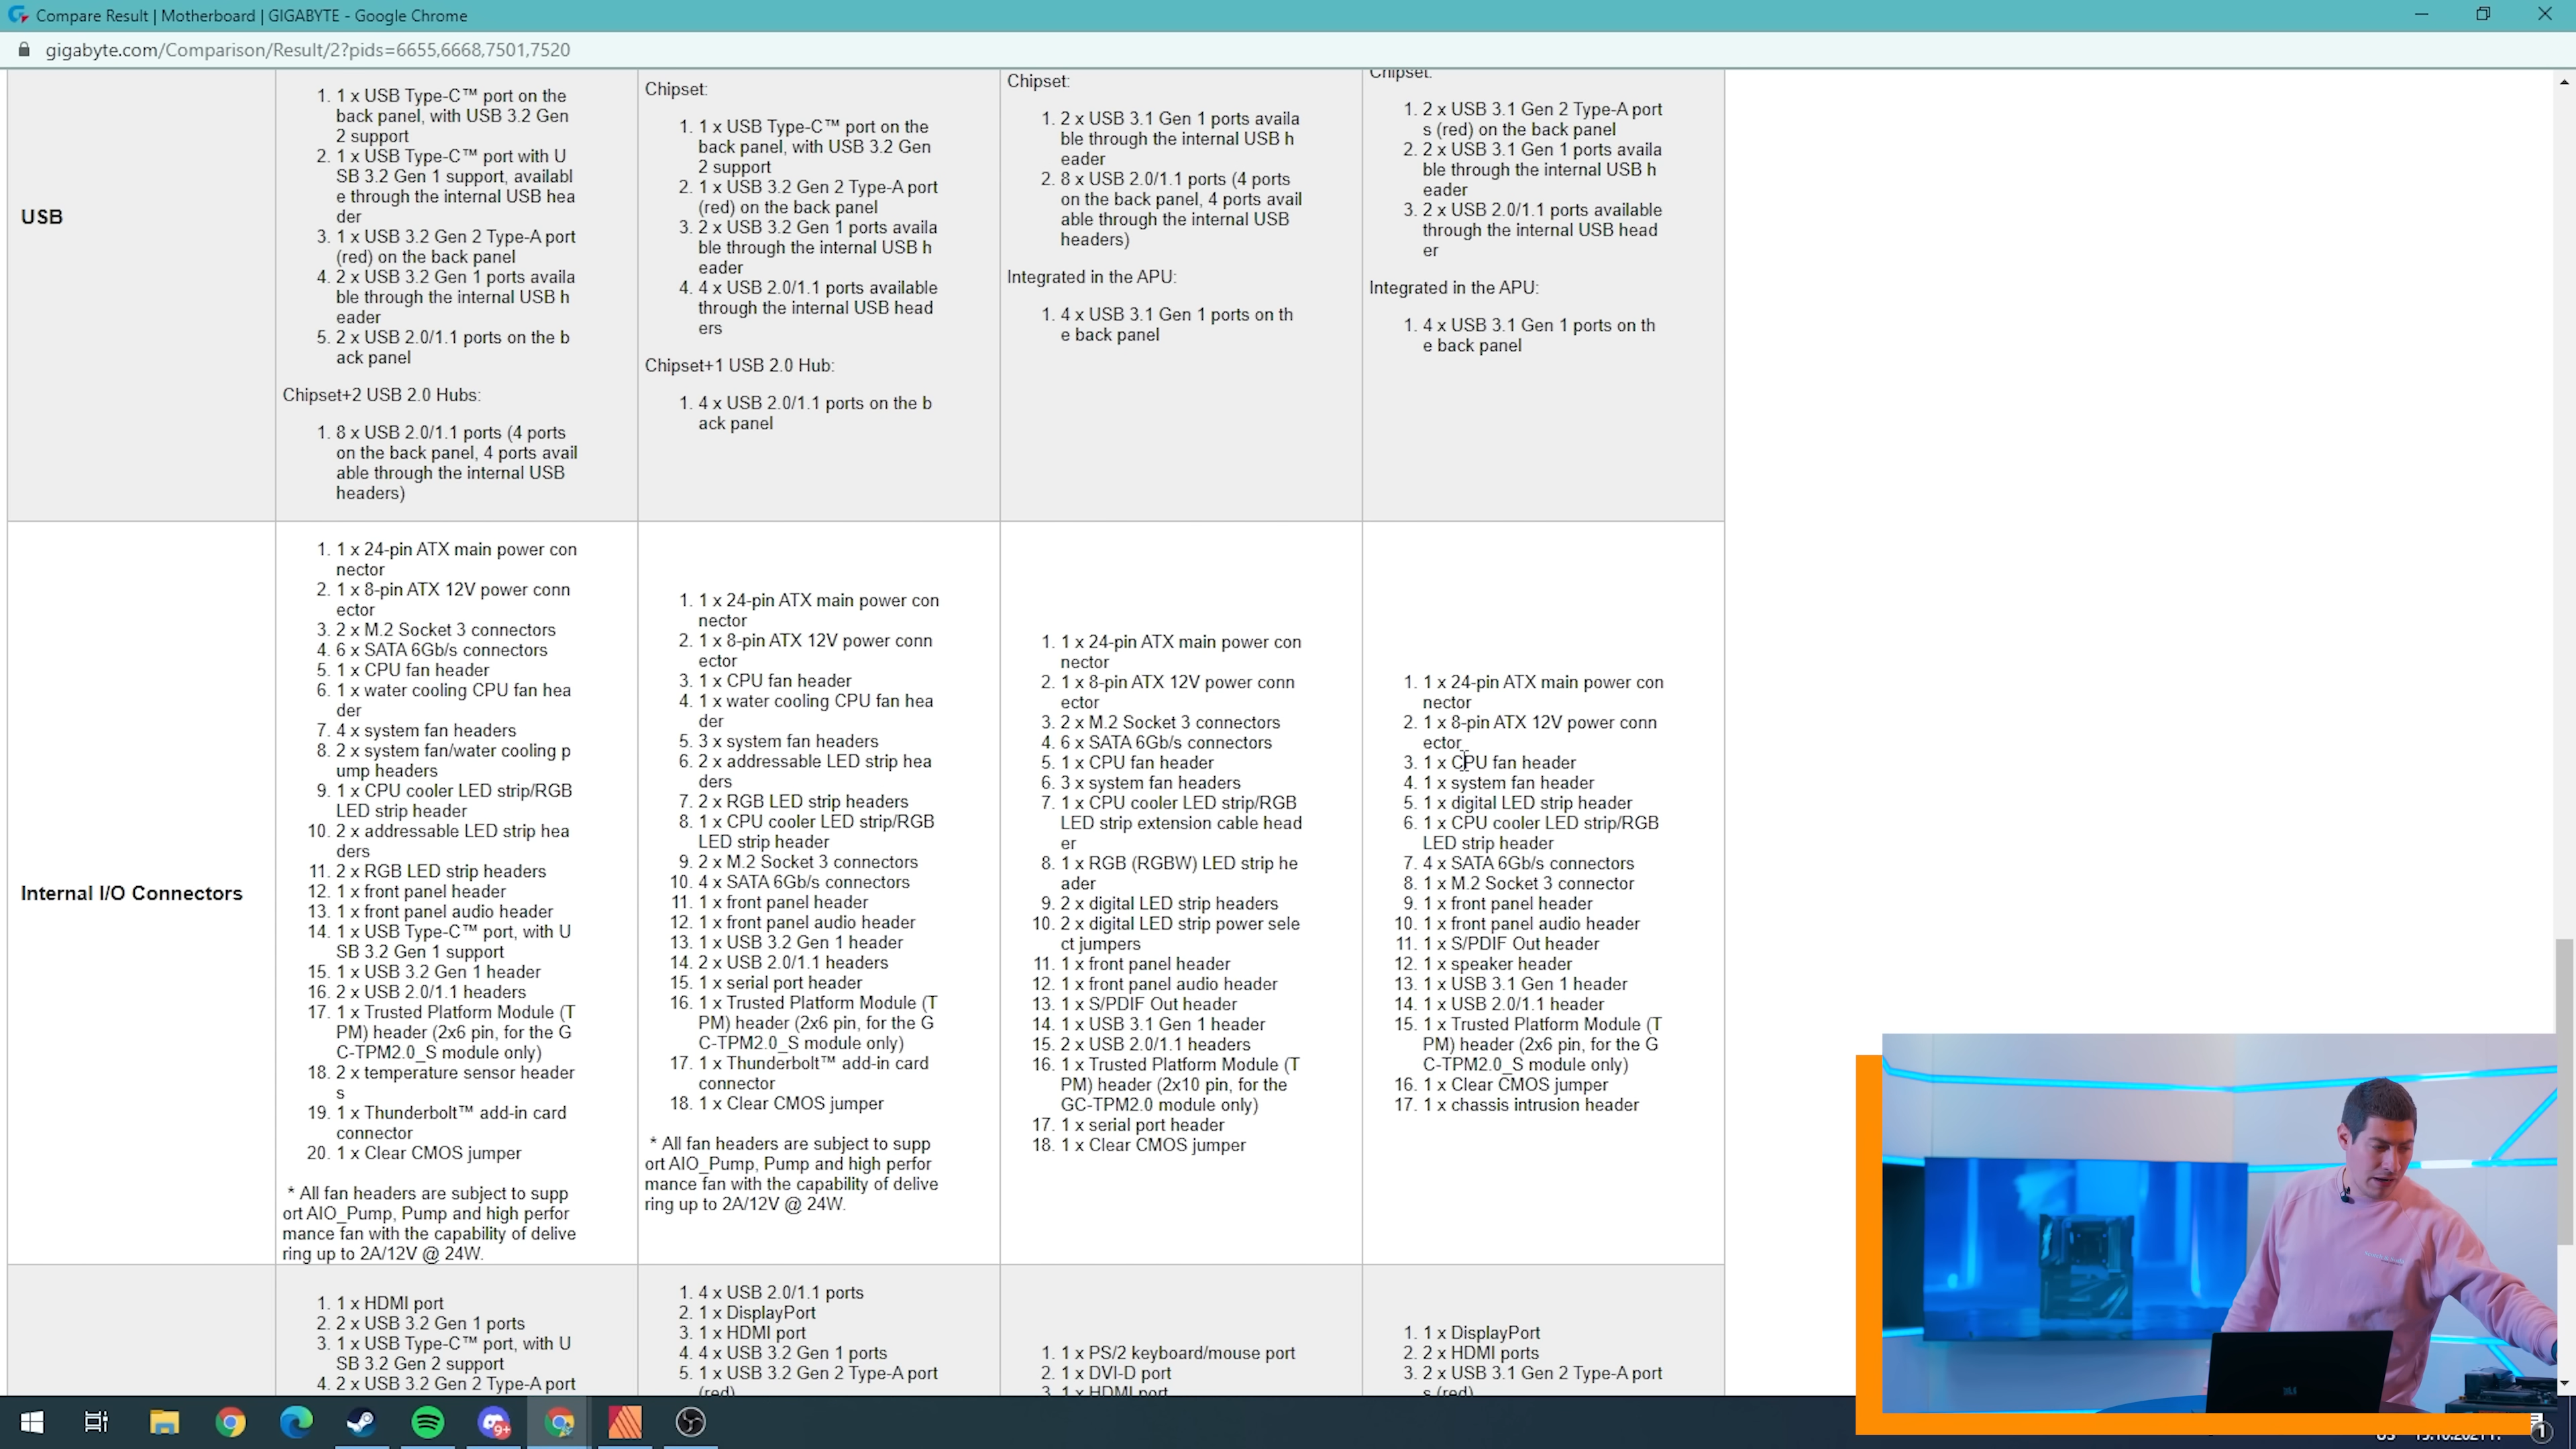 Compare Result | Motherboard | GIGABYTE - Google Chrome
gigabyte.com/Comparison/Result/2?pids=6655,6668,7501,7520
USB
1. 1 x USB Type-C™ port on the
back panel, with USB 3.2 Gen
2 support
2. 1 x USB Type-C™ port with U
SB 3.2 Gen 1 support, availabl
e through the internal USB hea
der
3. 1 x USB 3.2 Gen 2 Type-A port
(red) on the back panel
4. 2 x USB 3.2 Gen 1 ports availa
ble through the internal USB h
eader
5. 2 x USB 2.0/1.1 ports on the b
ack panel
Chipset+2 USB 2.0 Hubs:
1. 8 x USB 2.0/1.1 ports (4 ports
on the back panel, 4 ports avail
able through the internal USB
headers)
Chipset:
1. 1 x USB Type-C™ port on the
back panel, with USB 3.2 Gen
2 support
2. 1 x USB 3.2 Gen 2 Type-A port
(red) on the back panel
3. 2 x USB 3.2 Gen 1 ports availa
ble through the internal USB h
eader
4. 4 x USB 2.0/1.1 ports available
through the internal USB head
ers
Chipset+1 USB 2.0 Hub:
1. 4 x USB 2.0/1.1 ports on the b
ack panel
Chipset:
1. 2 x USB 3.1 Gen 1 ports availa
ble through the internal USB h
eader
2. 8 x USB 2.0/1.1 ports (4 ports
on the back panel, 4 ports avail
able through the internal USB
headers)
Integrated in the APU:
1. 4 x USB 3.1 Gen 1 ports on th
e back panel
Chipset:
1. 2 x USB 3.1 Gen 2 Type-A port
s (red) on the back panel
2. 2 x USB 3.1 Gen 1 ports availa
ble through the internal USB h
eader
3. 2 x USB 2.0/1.1 ports available
through the internal USB head
er
Integrated in the APU:
1. 4 x USB 3.1 Gen 1 ports on th
e back panel
Internal I/O Connectors
1. 1 x 24-pin ATX main power con
nector
2. 1 x 8-pin ATX 12V power conn
ector
3. 2 x M.2 Socket 3 connectors
4. 6 x SATA 6Gb/s connectors
5. 1 x CPU fan header
6. 1 x water cooling CPU fan hea
der
7. 4 x system fan headers
8. 2 x system fan/water cooling p
ump headers
9. 1 x CPU cooler LED strip/RGB
LED strip header
10. 2 x addressable LED strip hea
ders
11. 2 x RGB LED strip headers
12. 1 x front panel header
13. 1 x front panel audio header
14. 1 x USB Type-C™ port, with U
SB 3.2 Gen 1 support
15. 1 x USB 3.2 Gen 1 header
16. 2 x USB 2.0/1.1 headers
17. 1 x Trusted Platform Module (T
PM) header (2x6 pin, for the G
C-TPM2.0_S module only)
18. 2 x temperature sensor header
s
19. 1 x Thunderbolt™ add-in card
connector
20. 1 x Clear CMOS jumper
* All fan headers are subject to supp
ort AIO_Pump, Pump and high perfor
mance fan with the capability of delive
ring up to 2A/12V @ 24W.
1. 1 x 24-pin ATX main power con
nector
2. 1 x 8-pin ATX 12V power conn
ector
3. 1 x CPU fan header
4. 1 x water cooling CPU fan hea
der
5. 3 x system fan headers
6. 2 x addressable LED strip hea
ders
7. 2 x RGB LED strip headers
8. 1 x CPU cooler LED strip/RGB
LED strip header
9. 2 x M.2 Socket 3 connectors
10. 4 x SATA 6Gb/s connectors
11. 1 x front panel header
12. 1 x front panel audio header
13. 1 x USB 3.2 Gen 1 header
14. 2 x USB 2.0/1.1 headers
15. 1 x serial port header
16. 1 x Trusted Platform Module (T
PM) header (2x6 pin, for the G
C-TPM2.0_S module only)
17. 1 x Thunderbolt™ add-in card
connector
18. 1 x Clear CMOS jumper
* All fan headers are subject to supp
ort AIO_Pump, Pump and high perfor
mance fan with the capability of delive
ring up to 2A/12V @ 24W.
1. 1 x 24-pin ATX main power con
nector
2. 1 x 8-pin ATX 12V power conn
ector
3. 2 x M.2 Socket 3 connectors
4. 6 x SATA 6Gb/s connectors
5. 1 x CPU fan header
6. 3 x system fan headers
7. 1 x CPU cooler LED strip/RGB
LED strip extension cable head
er
8. 1 x RGB (RGBW) LED strip he
ader
9. 2 x digital LED strip headers
10. 2 x digital LED strip power sele
ct jumpers
11. 1 x front panel header
12. 1 x front panel audio header
13. 1 x S/PDIF Out header
14. 1 x USB 3.1 Gen 1 header
15. 2 x USB 2.0/1.1 headers
16. 1 x Trusted Platform Module (T
PM) header (2x10 pin, for the
GC-TPM2.0 module only)
17. 1 x serial port header
18. 1 x Clear CMOS jumper
1. 1 x 24-pin ATX main power con
nector
2. 1 x 8-pin ATX 12V power conn
ector
3. 1 x CPU fan header
4. 1 x system fan header
5. 1 x digital LED strip header
6. 1 x CPU cooler LED strip/RGB
LED strip header
7. 4 x SATA 6Gb/s connectors
8. 1 x M.2 Socket 3 connector
9. 1 x front panel header
10. 1 x front panel audio header
11. 1 x S/PDIF Out header
12. 1 x speaker header
13. 1 x USB 3.1 Gen 1 header
14. 1 x USB 2.0/1.1 header
15. 1 x Trusted Platform Module (T
PM) header (2x6 pin, for the G
C-TPM2.0_S module only)
16. 1 x Clear CMOS jumper
17. 1 x chassis intrusion header
1. 1 x HDMI port
2. 2 x USB 3.2 Gen 1 ports
3. 1 x USB Type-C™ port, with U
SB 3.2 Gen 2 support
4. 2 x USB 3.2 Gen 2 Type-A port
1. 4 x USB 2.0/1.1 ports
2. 1 x DisplayPort
3. 1 x HDMI port
4. 4 x USB 3.2 Gen 1 ports
5. 1 x USB 3.2 Gen 2 Type-A port
(red)
1. 1 x PS/2 keyboard/mouse port
2. 1 x DVI-D port
3. 1 x HDMI port
1. 1 x DisplayPort
2. 2 x HDMI ports
3. 2 x USB 3.1 Gen 2 Type-A port
s (red)
9+
1